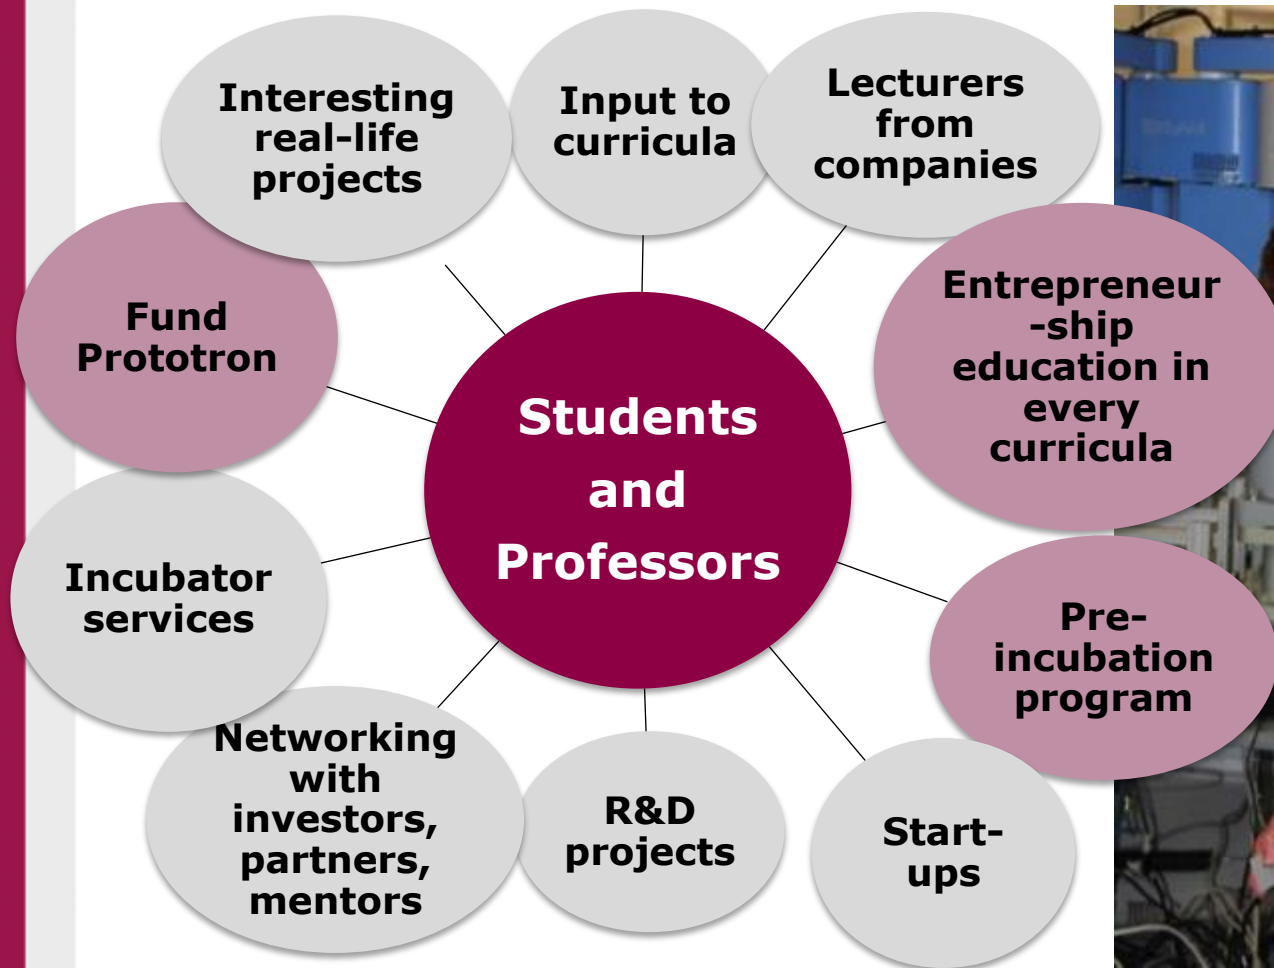 Interesting
real-life
projects
Input to
curricula
Lecturers
from
companies
Fund
Prototron
Entrepreneur
-ship
education in
every
curricula
Students
and
Professors
Incubator
services
Pre-
incubation
program
Networking
with
investors,
partners,
mentors
R&D
projects
Start-
ups